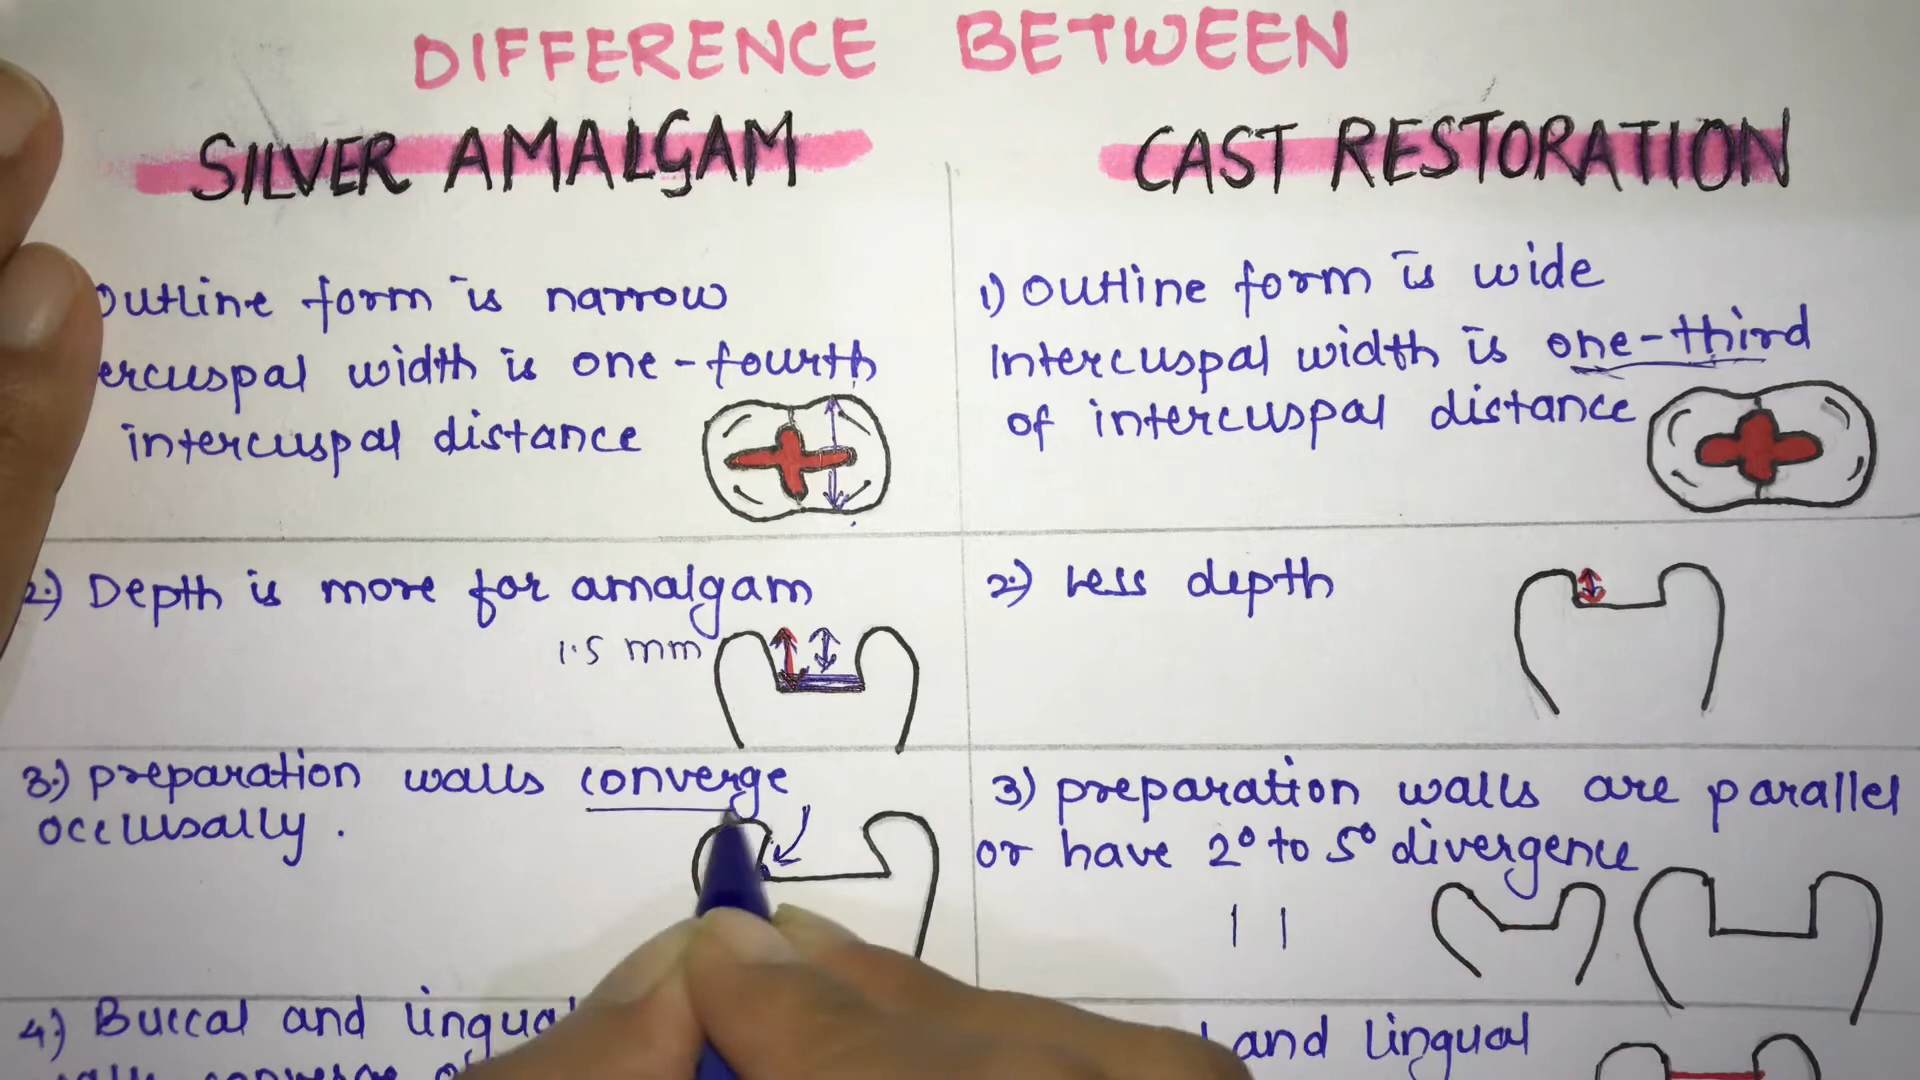 DIFFERENCE BETWEEN
SILVER AMALGAM
outline form is narrow
ercuspal width is one-fourth
intercuspal distance
2.) Depth is more for amalgam
1.5 mm
3.) preparation walls converge
occlusally.
4.) Buccal and lingual
CAST RESTORATION
1) outline form is wide
Intercuspal width is one-third
of intercuspal distance
2.) Less depth
3) preparation walls are parallel
or have 2° to 5° divergence
and lingual